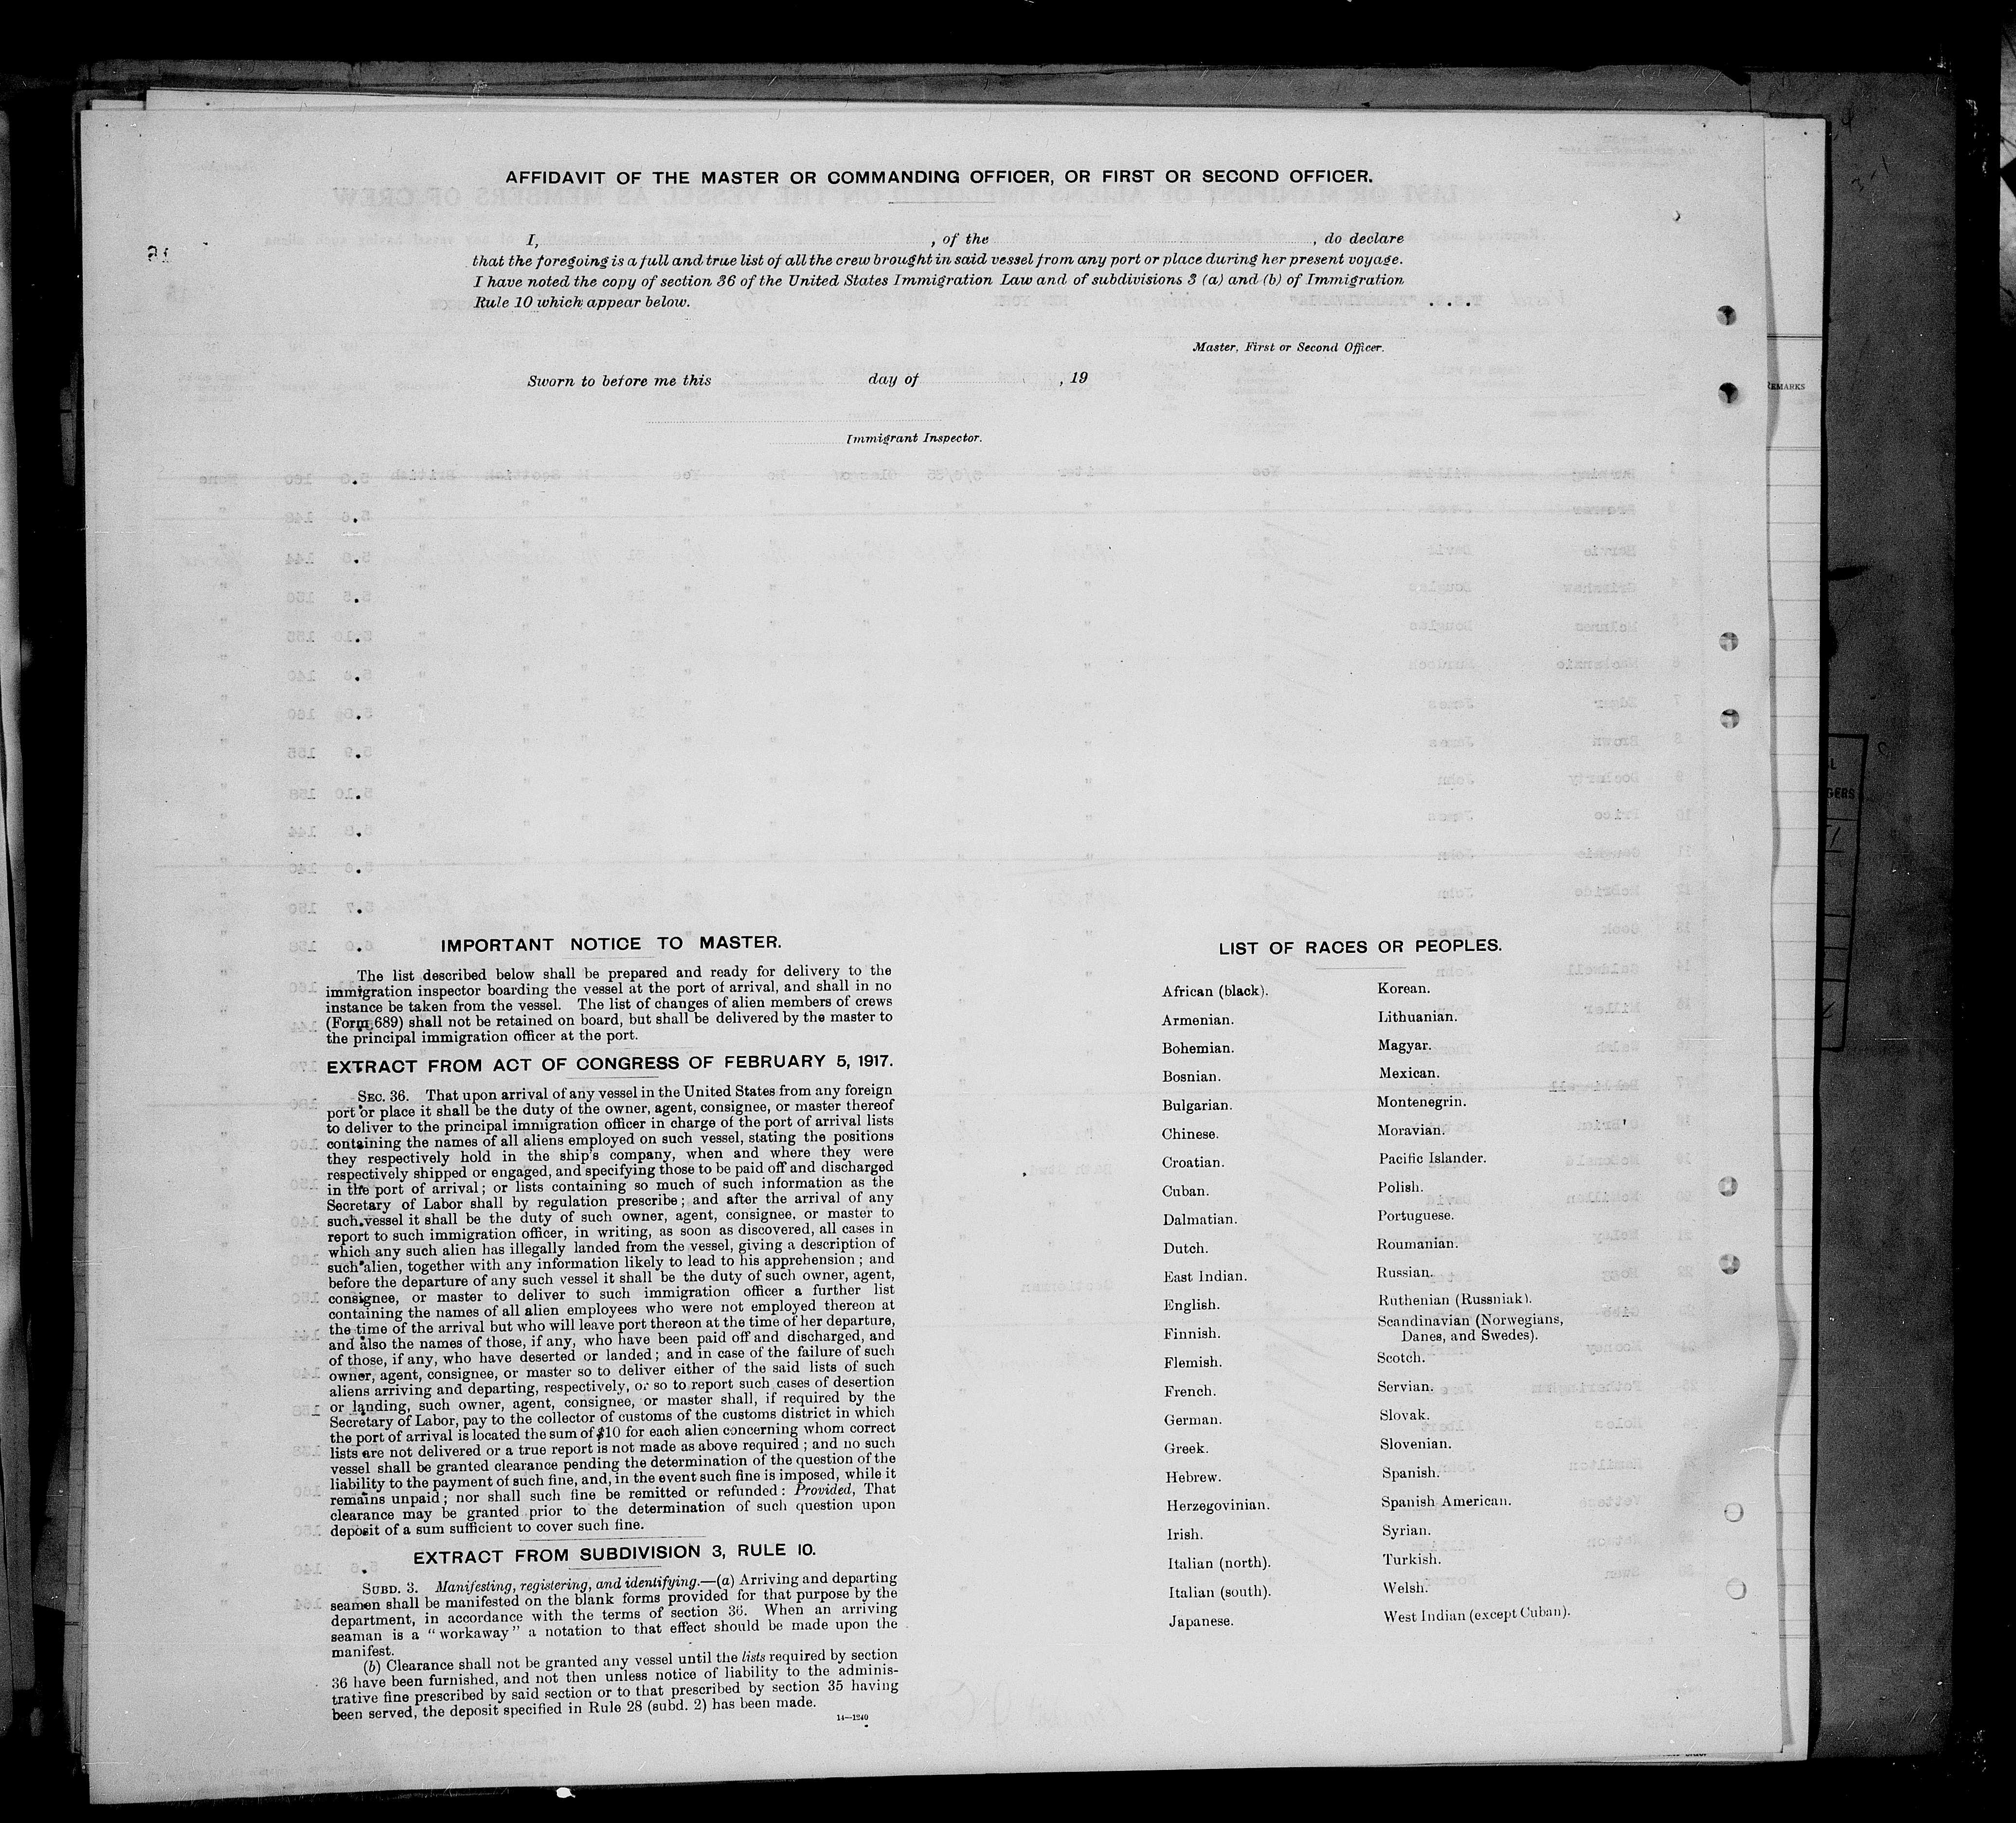 AFFIDAVIT OF THE MASTER OR COMMANDING OFFICER, OR FIRST OR SECOND OFFICER.
I, , of the , do declare
that the foregoing is a full and true list of all the crew brought in said vessel from any port or place during her present voyage.
I have noted the copy of section 36 of the United States Immigration Law and of subdivisions 3 (a) and (b) of Immigration
Rule 10 which appear below.
Master, First or Second Officer.
Sworn to before me this day of , 19
Immigrant Inspector.
REMARKS
IMPORTANT NOTICE TO MASTER.
The list described below shall be prepared and ready for delivery to the
immigration inspector boarding the vessel at the port of arrival, and shall in no
instance be taken from the vessel. The list of changes of alien members of crews
(Form 689) shall not be retained on board, but shall be delivered by the master to
the principal immigration officer at the port.
EXTRACT FROM ACT OF CONGRESS OF FEBRUARY 5, 1917.
SEC. 36. That upon arrival of any vessel in the United States from any foreign
port or place it shall be the duty of the owner, agent, consignee, or master thereof
to deliver to the principal immigration officer in charge of the port of arrival lists
containing the names of all aliens employed on such vessel, stating the positions
they respectively hold in the ship's company, when and where they were
respectively shipped or engaged, and specifying those to be paid off and discharged
in the port of arrival; or lists containing so much of such information as the
Secretary of Labor shall by regulation prescribe; and after the arrival of any
such vessel it shall be the duty of such owner, agent, consignee, or master to
report to such immigration officer, in writing, as soon as discovered, all cases in
which any such alien has illegally landed from the vessel, giving a description of
such alien, together with any information likely to lead to his apprehension; and
before the departure of any such vessel it shall be the duty of such owner, agent,
consignee, or master to deliver to such immigration officer a further list
containing the names of all alien employees who were not employed thereon at
the time of the arrival but who will leave port thereon at the time of her departure,
and also the names of those, if any, who have been paid off and discharged, and
of those, if any, who have deserted or landed; and in case of the failure of such
owner, agent, consignee, or master so to deliver either of the said lists of such
aliens arriving and departing, respectively, or so to report such cases of desertion
or landing, such owner, agent, consignee, or master shall, if required by the
Secretary of Labor, pay to the collector of customs of the customs district in which
the port of arrival is located the sum of $10 for each alien concerning whom correct
lists are not delivered or a true report is not made as above required; and no such
vessel shall be granted clearance pending the determination of the question of the
liability to the payment of such fine, and, in the event such fine is imposed, while it
remains unpaid; nor shall such fine be remitted or refunded: Provided, That
clearance may be granted prior to the determination of such question upon
deposit of a sum sufficient to cover such fine.
EXTRACT FROM SUBDIVISION 3, RULE 10.
SUBD. 3. Manifesting, registering, and identifying.—(a) Arriving and departing
seamen shall be manifested on the blank forms provided for that purpose by the
department, in accordance with the terms of section 36. When an arriving
seaman is a "workaway" a notation to that effect should be made upon the
manifest.
(b) Clearance shall not be granted any vessel until the lists required by section
36 have been furnished, and not then unless notice of liability to the adminis-
trative fine prescribed by said section or to that prescribed by section 35 having
been served, the deposit specified in Rule 28 (subd. 2) has been made.
14—1240
LIST OF RACES OR PEOPLES.
African (black).
Armenian.
Bohemian.
Bosnian.
Bulgarian.
Chinese.
Croatian.
Cuban.
Dalmatian.
Dutch.
East Indian.
English.
Finnish.
Flemish.
French.
German.
Greek.
Hebrew.
Herzegovinian.
Irish.
Italian (north).
Italian (south).
Japanese.
Korean.
Lithuanian.
Magyar.
Mexican.
Montenegrin.
Moravian.
Pacific Islander.
Polish.
Portuguese.
Roumanian.
Russian.
Ruthenian (Russniak).
Scandinavian (Norwegians,
Danes, and Swedes).
Scotch.
Servian.
Slovak.
Slovenian.
Spanish.
Spanish American.
Syrian.
Turkish.
Welsh.
West Indian (except Cuban).